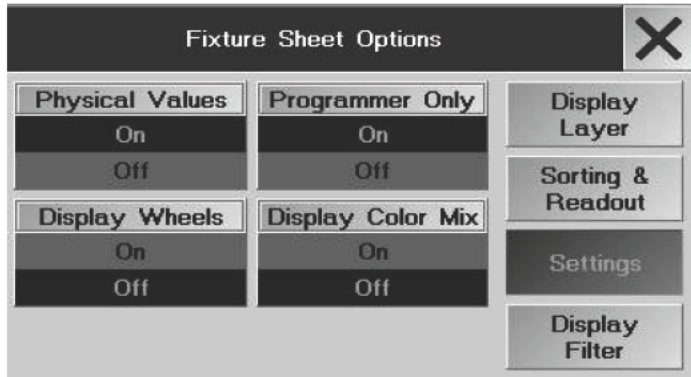 Fixture Sheet Options
Physical Values
On
Off
Programmer Only
On
Off
Display Wheels
On
Off
Display Color Mix
On
Off
Display
Layer
Sorting &
Readout
Settings
Display
Filter